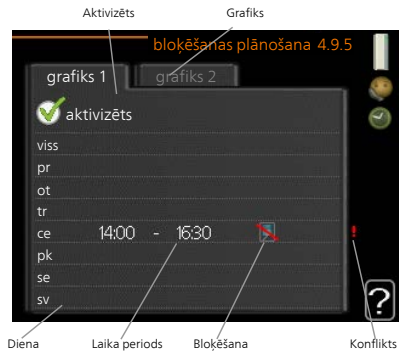 Aktivizēts Grafiks
bloķēšanas plānošana 4.9.5
grafiks 1 grafiks 2
aktivizēts
viss
pr
ot
tr
ce 14:00 - 16:30 !
pk
se
sv
?
Diena Laika periods Bloķēšana Konflikts